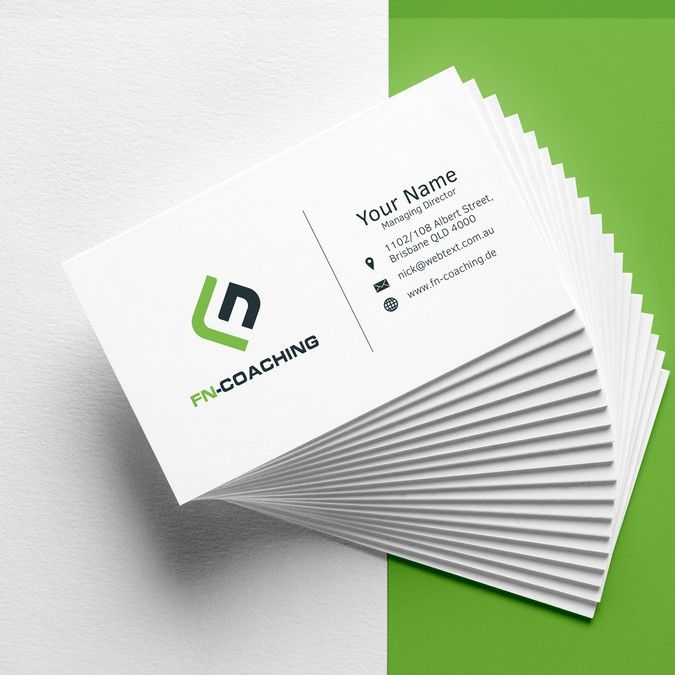 FN-COACHING
Your Name
Managing Director
1102/108 Albert Street,
Brisbane QLD 4000
nick@webtext.com.au
www.fn-coaching.de